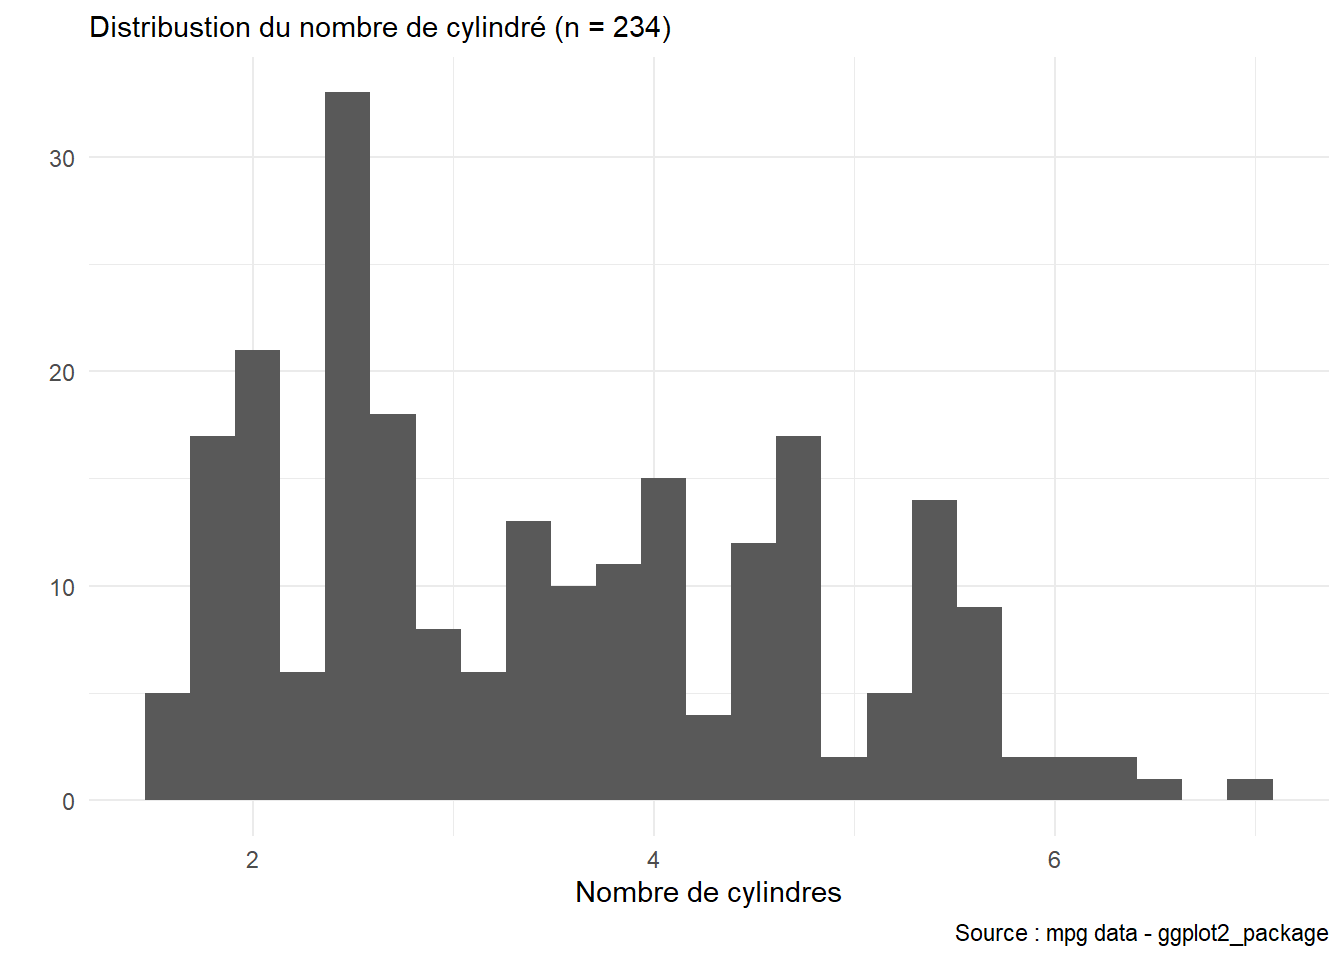 Distribustion du nombre de cylindré (n = 234)
30
20
10
0
2 4 6
Nombre de cylindres
Source : mpg data - ggplot2_package